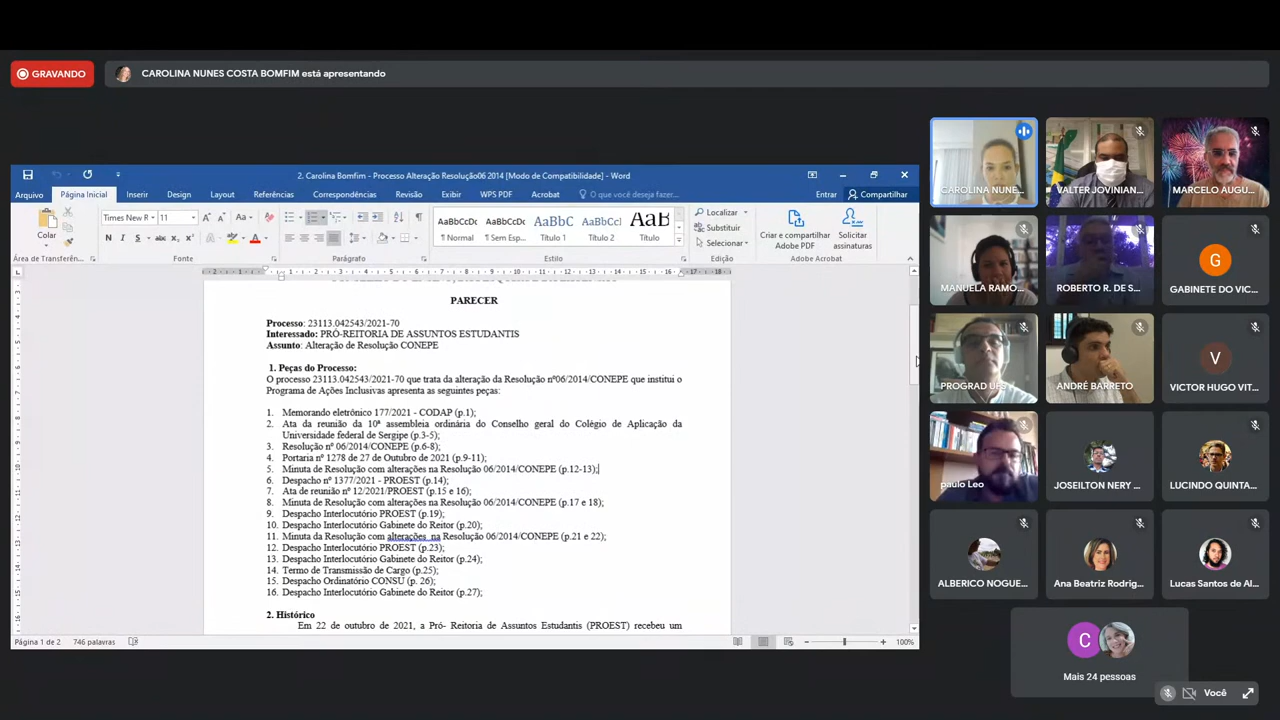 GRAVANDO
CAROLINA NUNES COSTA BOMFIM está apresentando
2. Carolina Bomfim - Processo Alteração Resolução06 2014 [Modo de Compatibilidade] - Word
Arquivo Página Inicial Inserir Design Layout Referências Correspondências Revisão Exibir WPS PDF Acrobat O que você deseja fazer... Entrar Compartilhar
Colar
Times New R 11
N I S abc x₂ x²
AaBbCcDc AaBbCcDc AaBbC AaBbCcI AaB
¶ Normal ¶ Sem Esp... Título 1 Título 2 Título
Localizar
Substituir
Selecionar
Criar e compartilhar Adobe PDF
Solicitar assinaturas
Área de Transferên... Fonte Parágrafo Estilo Edição Adobe Acrobat
PARECER
Processo: 23113.042543/2021-70
Interessado: PRÓ-REITORIA DE ASSUNTOS ESTUDANTIS
Assunto: Alteração de Resolução CONEPE
1. Peças do Processo:
O processo 23113.042543/2021-70 que trata da alteração da Resolução nº06/2014/CONEPE que institui o
Programa de Ações Inclusivas apresenta as seguintes peças:
1. Memorando eletrônico 177/2021 - CODAP (p.1);
2. Ata da reunião da 10ª assembleia ordinária do Conselho geral do Colégio de Aplicação da
Universidade federal de Sergipe (p.3-5);
3. Resolução nº 06/2014/CONEPE (p.6-8);
4. Portaria nº 1278 de 27 de Outubro de 2021 (p.9-11);
5. Minuta de Resolução com alterações na Resolução 06/2014/CONEPE (p.12-13);
6. Despacho nº 1377/2021 - PROEST (p.14);
7. Ata de reunião nº 12/2021/PROEST (p.15 e 16);
8. Minuta de Resolução com alterações na Resolução 06/2014/CONEPE (p.17 e 18);
9. Despacho Interlocutório PROEST (p.19);
10. Despacho Interlocutório Gabinete do Reitor (p.20);
11. Minuta da Resolução com alterações na Resolução 06/2014/CONEPE (p.21 e 22);
12. Despacho Interlocutório PROEST (p.23);
13. Despacho Interlocutório Gabinete do Reitor (p.24);
14. Termo de Transmissão de Cargo (p.25);
15. Despacho Ordinatório CONSU (p. 26);
16. Despacho Interlocutório Gabinete do Reitor (p.27);
2. Histórico
Em 22 de outubro de 2021, a Pró- Reitoria de Assuntos Estudantis (PROEST) recebeu um
Página 1 de 2 746 palavras 100%
CAROLINA NUNE... VALTER JOVINIAN... MARCELO AUGU...
MANUELA RAMO... ROBERTO R. DE S... G GABINETE DO VIC...
PROGRAD UFS ANDRÉ BARRETO V VICTOR HUGO VIT...
paulo Leo JOSEILTON NERY ... LUCINDO QUINTA...
ALBERICO NOGUE... Ana Beatriz Rodrig... Lucas Santos de Al...
C
Mais 24 pessoas
Você